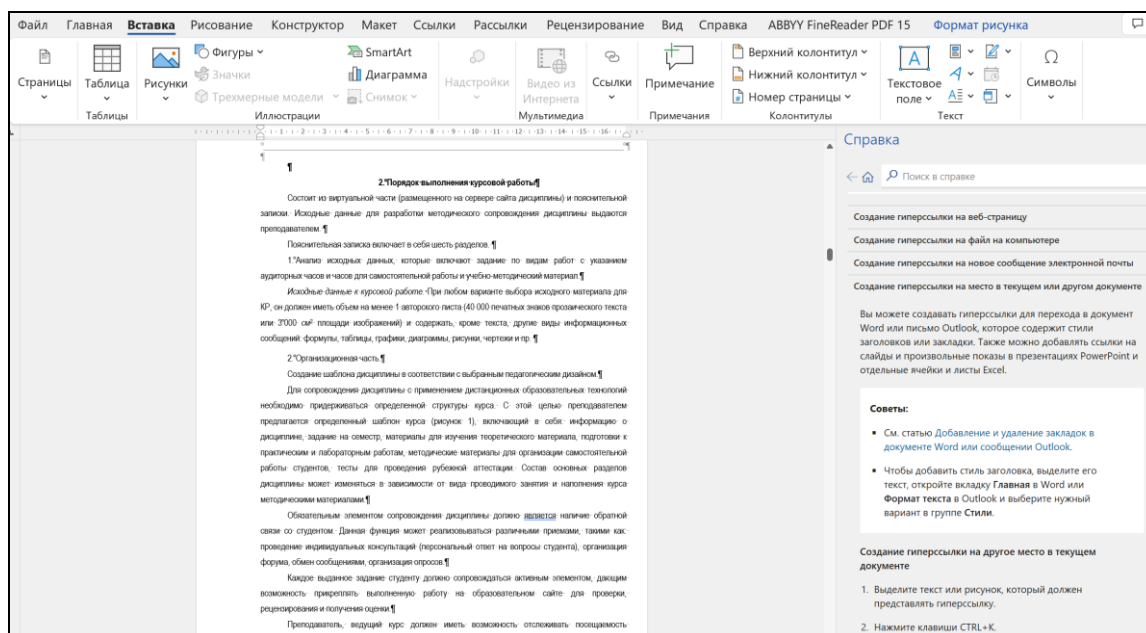 Файл Главная Вставка Рисование Конструктор Макет Ссылки Рассылки Рецензирование Вид Справка ABBYY FineReader PDF 15 Формат рисунка
Страницы
Таблица
Таблицы
Рисунки
Фигуры
Значки
Трехмерные модели
SmartArt
Диаграмма
Снимок
Иллюстрации
Надстройки
Видео из
Интернета
Мультимедиа
Ссылки
Примечание
Примечания
Верхний колонтитул
Нижний колонтитул
Номер страницы
Колонтитулы
Текстовое
поле
Текст
Символы
2.°Порядок выполнения курсовой работы¶
Состоит из виртуальной части (размещенного на сервере сайта дисциплины) и пояснительной
записки. Исходные данные для разработки методического сопровождения дисциплины выдаются
преподавателем. ¶
Пояснительная записка включает в себя шесть разделов. ¶
1.°Анализ исходных данных, которые включают задание по видам работ с указанием
аудиторных часов и часов для самостоятельной работы и учебно-методический материал.¶
Исходные данные к курсовой работе. При любом варианте выбора исходного материала для
КР, он должен иметь объем на менее 1 авторского листа (40 000 печатных знаков прозаического текста
или 3°000 см² площади изображений) и содержать, кроме текста, другие виды информационных
сообщений: формулы, таблицы, графики, диаграммы, рисунки, чертежи и пр. ¶
2.°Организационная часть.¶
Создание шаблона дисциплины в соответствии с выбранным педагогическим дизайном.¶
Для сопровождения дисциплины с применением дистанционных образовательных технологий
необходимо придерживаться определенной структуры курса. С этой целью преподавателем
предлагается определенный шаблон курса (рисунок 1), включающий в себя: информацию о
дисциплине, задание на семестр, материалы для изучения теоретического материала, подготовки к
практическим и лабораторным работам, методические материалы для организации самостоятельной
работы студентов, тесты для проведения рубежной аттестации. Состав основных разделов
дисциплины может изменяться в зависимости от вида проводимого занятия и наполнения курса
методическими материалами.¶
Обязательным элементом сопровождения дисциплины должно является наличие обратной
связи со студентом. Данная функция может реализовываться различными приемами, такими как:
проведение индивидуальных консультаций (персональный ответ на вопросы студента), организация
форума, обмен сообщениями, организация опросов.¶
Каждое выданное задание студенту должно сопровождаться активным элементом, дающим
возможность прикреплять выполненную работу на образовательном сайте для проверки,
рецензирования и получения оценки.¶
Преподаватель, ведущий курс должен иметь возможность отслеживать посещаемость
Справка
Поиск в справке
Создание гиперссылки на веб-страницу
Создание гиперссылки на файл на компьютере
Создание гиперссылки на новое сообщение электронной почты
Создание гиперссылки на место в текущем или другом документе
Вы можете создавать гиперссылки для перехода в документ
Word или письмо Outlook, которое содержит стили
заголовков или закладки. Также можно добавлять ссылки на
слайды и произвольные показы в презентациях PowerPoint и
отдельные ячейки и листы Excel.
Советы:
См. статью Добавление и удаление закладок в
документе Word или сообщении Outlook.
Чтобы добавить стиль заголовка, выделите его
текст, откройте вкладку Главная в Word или
Формат текста в Outlook и выберите нужный
вариант в группе Стили.
Создание гиперссылки на другое место в текущем
документе
1. Выделите текст или рисунок, который должен
представлять гиперссылку.
2. Нажмите клавиши CTRL+K.